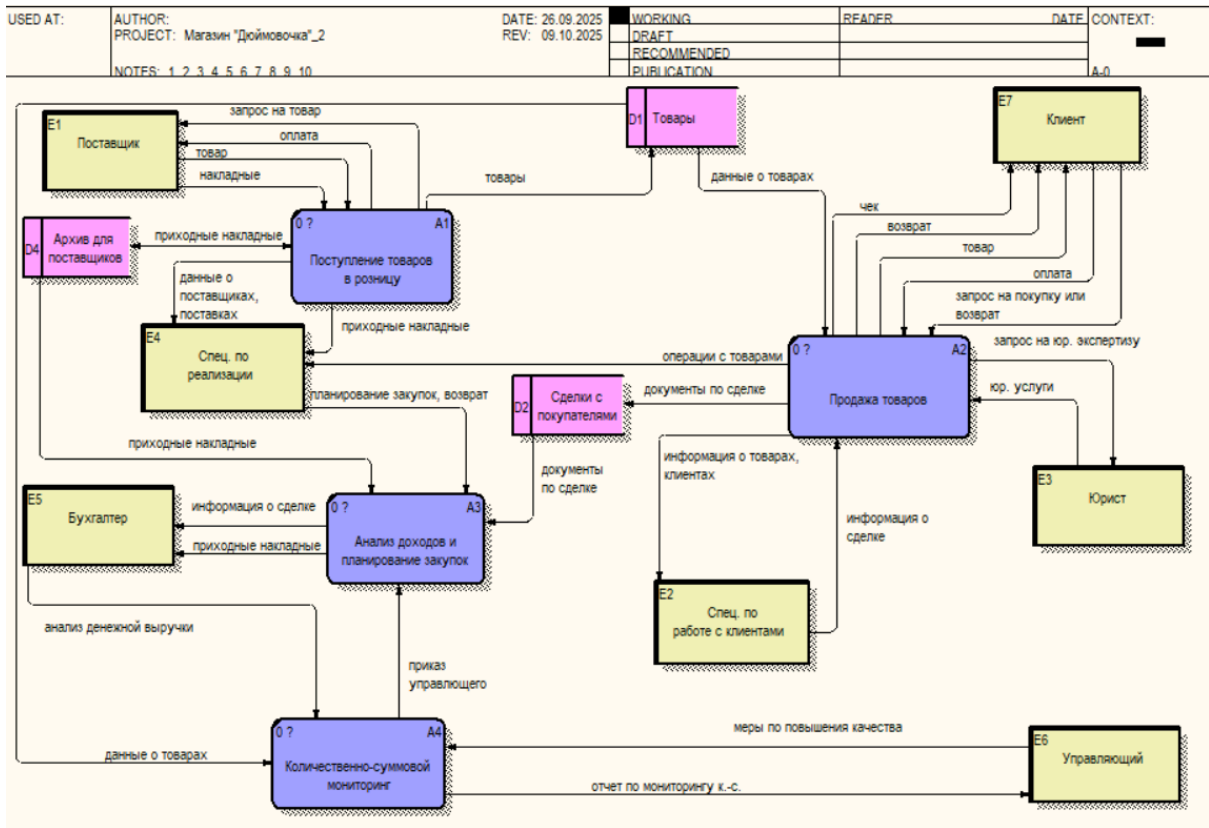 USED AT:
AUTHOR:
PROJECT: Магазин "Дюймовочка"_2
DATE: 26.09.2025
REV: 09.10.2025
NOTES: 1 2 3 4 5 6 7 8 9 10
WORKING
DRAFT
RECOMMENDED
PUBLICATION
READER
DATE
CONTEXT:
A-0
E1
Поставщик
запрос на товар
оплата
товар
накладные
D1
Товары
E7
Клиент
товары
данные о товарах
чек
возврат
товар
оплата
запрос на покупку или
возврат
D4
Архив для
поставщиков
приходные накладные
0 ?
A1
Поступление товаров
в розницу
данные о
поставщиках,
поставках
приходные накладные
E4
Спец. по
реализации
операции с товарами
0 ?
A2
Продажа товаров
запрос на юр. экспертизу
юр. услуги
планирование закупок, возврат
D2
Сделки с
покупателями
документы по сделке
приходные накладные
документы
по сделке
информация о товарах,
клиентах
информация о
сделке
E3
Юрист
E5
Бухгалтер
информация о сделке
приходные накладные
0 ?
A3
Анализ доходов и
планирование закупок
E2
Спец. по
работе с клиентами
анализ денежной выручки
приказ
управлющего
0 ?
A4
Количественно-суммовой
мониторинг
данные о товарах
меры по повышения качества
отчет по мониторингу к.-с.
E6
Управляющий